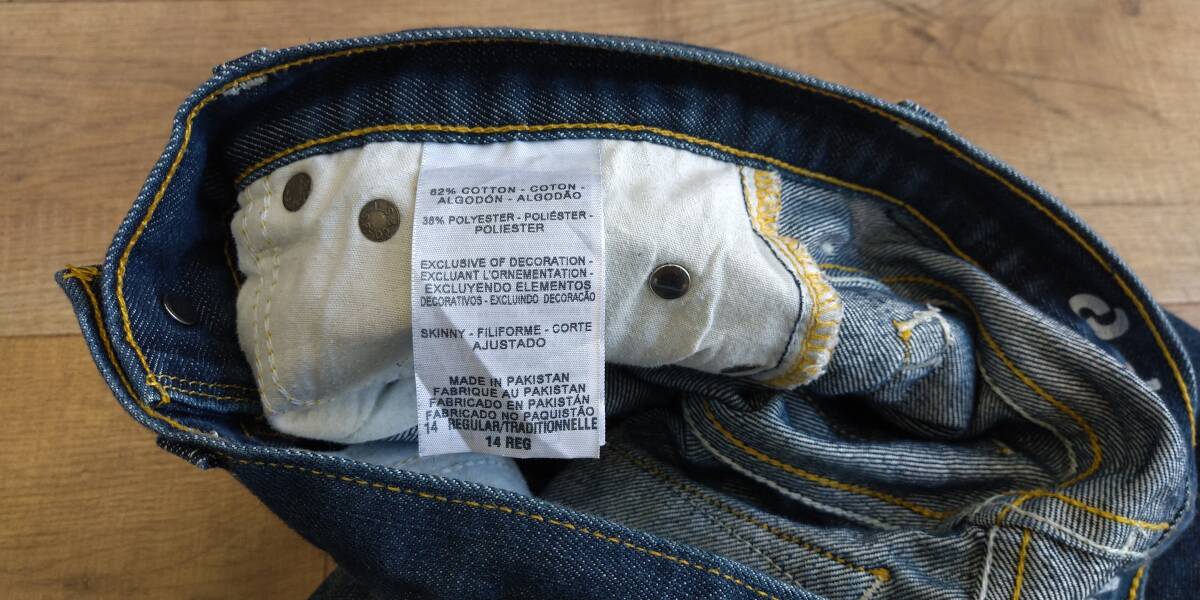 62% COTTON - COTON -
ALGODÓN - ALGODÃO
38% POLYESTER - POLIÉSTER -
POLIESTER
EXCLUSIVE OF DECORATION -
EXCLUANT L'ORNEMENTATION -
EXCLUYENDO ELEMENTOS
DECORATIVOS - EXCLUINDO DECORACÃO
SKINNY - FILIFORME - CORTE
AJUSTADO
MADE IN PAKISTAN
FABRIQUE AU PAKISTAN
FABRICADO EN PAKISTÁN
FABRICADO NO PAQUISTÃO
14 REGULAR/TRADITIONNELLE
14 REG